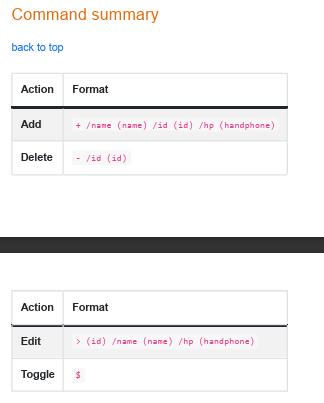 Command summary
back to top
Action Format
Add + /name (name) /id (id) /hp (handphone)
Delete - /id (id)
Action Format
Edit > (id) /name (name) /hp (handphone)
Toggle $